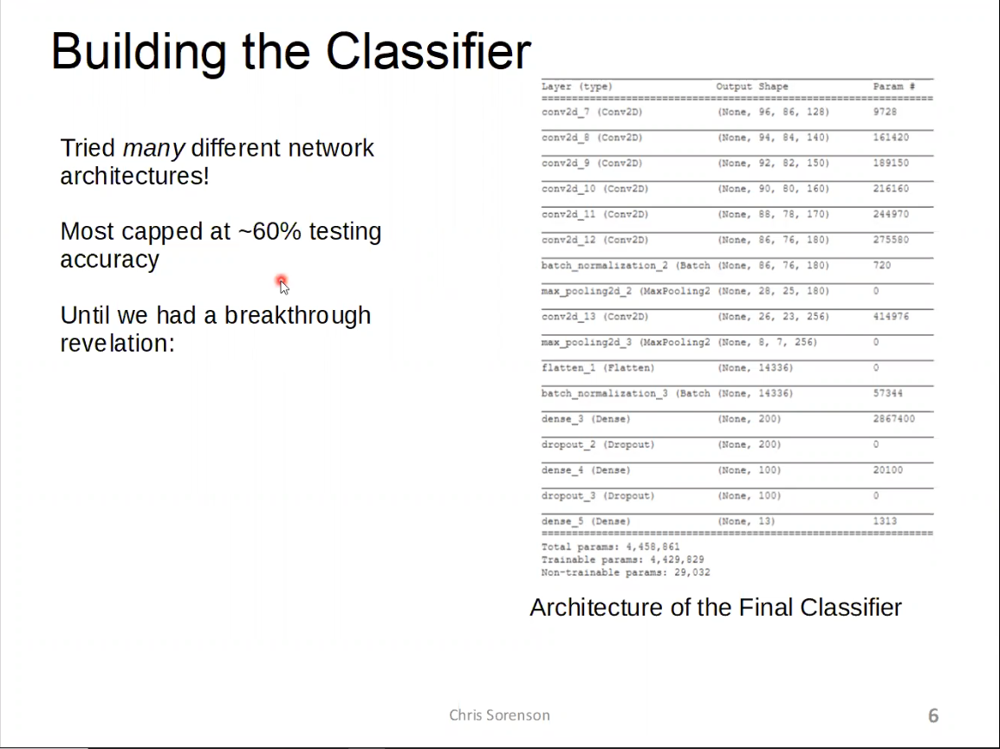 Building the Classifier
Tried many different network
architectures!
Most capped at ~60% testing
accuracy
Until we had a breakthrough
revelation:
Layer (type) Output Shape Param #
=================================================================
conv2d_7 (Conv2D) (None, 96, 86, 128) 9728
conv2d_8 (Conv2D) (None, 94, 84, 140) 161420
conv2d_9 (Conv2D) (None, 92, 82, 150) 189150
conv2d_10 (Conv2D) (None, 90, 80, 160) 216160
conv2d_11 (Conv2D) (None, 88, 78, 170) 244970
conv2d_12 (Conv2D) (None, 86, 76, 180) 275580
batch_normalization_2 (Batch (None, 86, 76, 180) 720
max_pooling2d_2 (MaxPooling2 (None, 28, 25, 180) 0
conv2d_13 (Conv2D) (None, 26, 23, 256) 414976
max_pooling2d_3 (MaxPooling2 (None, 8, 7, 256) 0
flatten_1 (Flatten) (None, 14336) 0
batch_normalization_3 (Batch (None, 14336) 57344
dense_3 (Dense) (None, 200) 2867400
dropout_2 (Dropout) (None, 200) 0
dense_4 (Dense) (None, 100) 20100
dropout_3 (Dropout) (None, 100) 0
dense_5 (Dense) (None, 13) 1313
=================================================================
Total params: 4,458,861
Trainable params: 4,429,829
Non-trainable params: 29,032
Architecture of the Final Classifier
Chris Sorenson
6